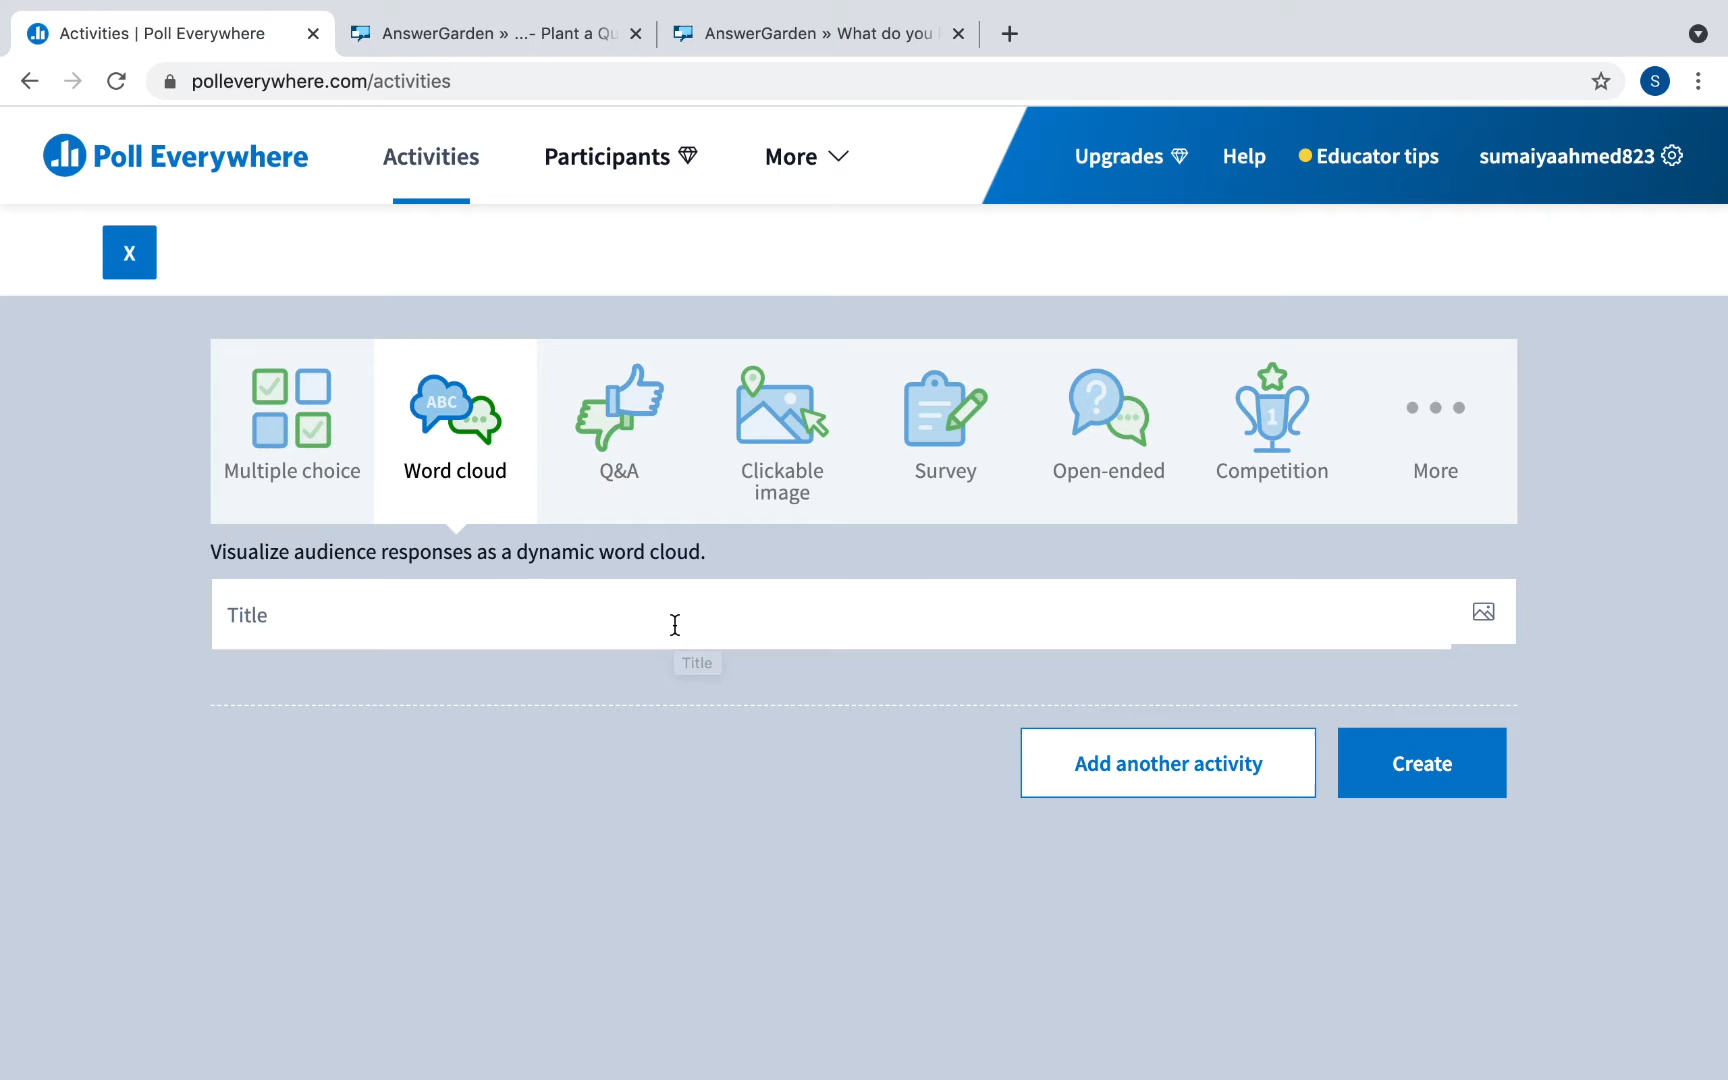 Activities | Poll Everywhere
AnswerGarden » ...- Plant a Qu
AnswerGarden » What do you
polleverywhere.com/activities
S
Poll Everywhere
Activities
Participants
More
Upgrades
Help
Educator tips
sumaiyaahmed823
X
ABC
1
Multiple choice
Word cloud
Q&A
Clickable
image
Survey
Open-ended
Competition
More
Visualize audience responses as a dynamic word cloud.
Title
Title
Add another activity
Create